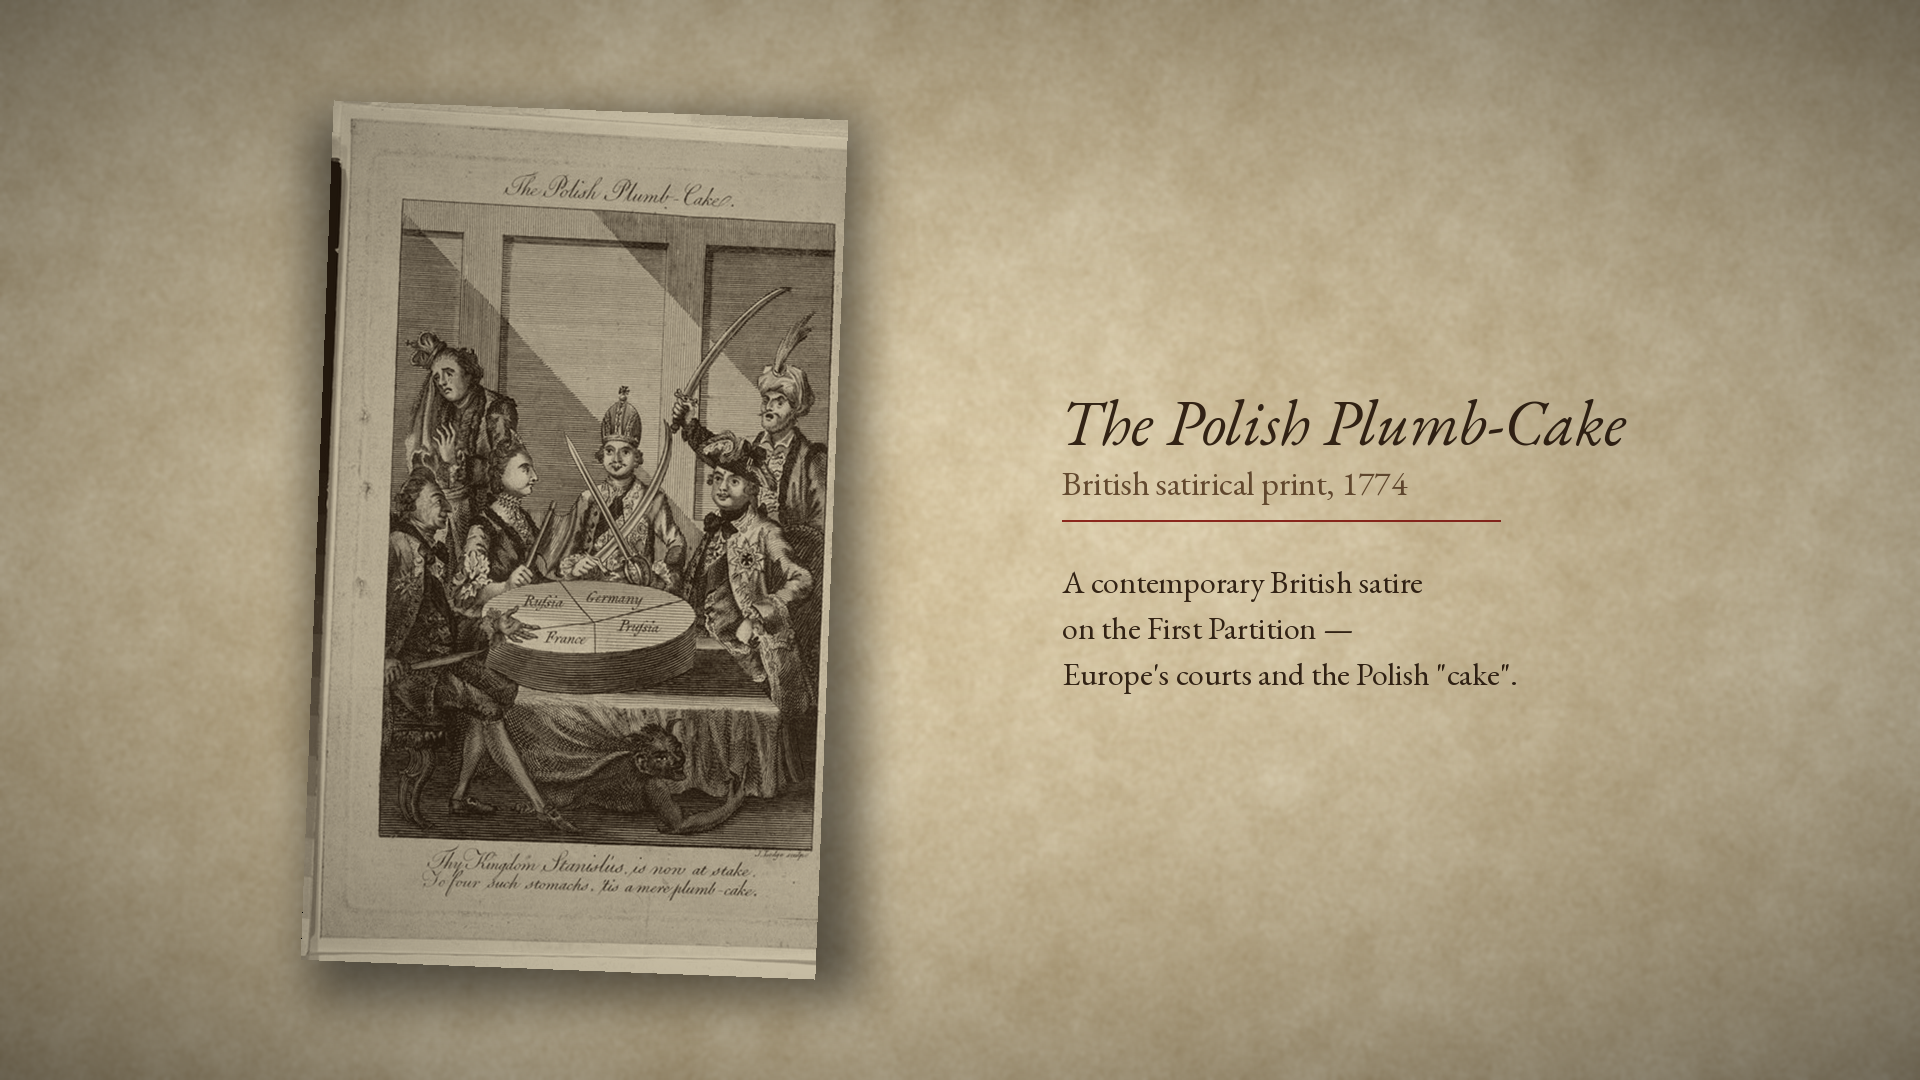 The Polish Plumb-Cake.
Ruſsia
Germany
France
Pruſsia
Thy Kingdom Stanislus, is now at stake,
To four such stomachs, 'tis a mere plumb-cake.
The Polish Plumb-Cake
British satirical print, 1774
A contemporary British satire
on the First Partition —
Europe's courts and the Polish "cake".